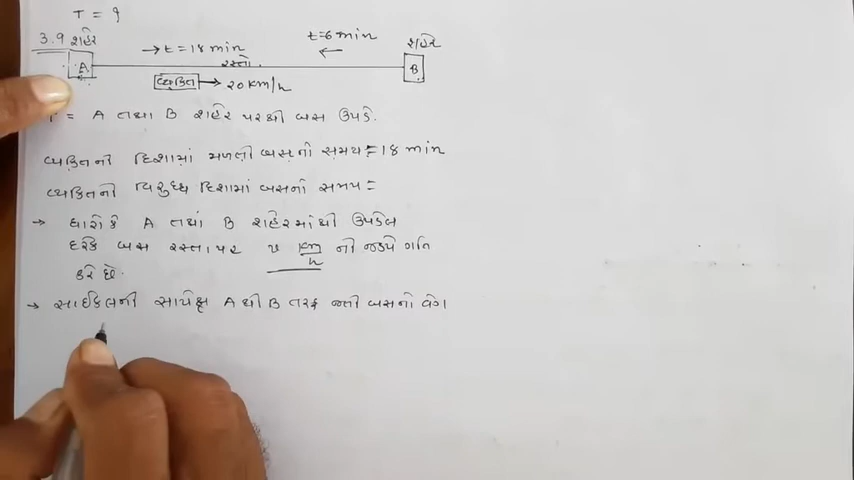 T = ?
3.9 શહેર
→ t = 18 min
t=6 min
←
શહેર
A
રસ્તો
B
વ્યકિત → 20 km/h
T = A તથા B શહેર પરથી બસ ઉપડે.
વ્યકિતની દિશામાં મળતી બસનો સમય = 18 min
વ્યકિતની વિરુધ્ધ દિશામાં બસનો સમય =
→ ધારો કે A તથા B શહેરમાંથી ઉપડેલ
દરેક બસ રસ્તા પર v km/h ની ઝડપે ગતિ
કરે છે.
→ સાઈકલની સાપેક્ષ A થી B તરફ જતી બસનો વેગ